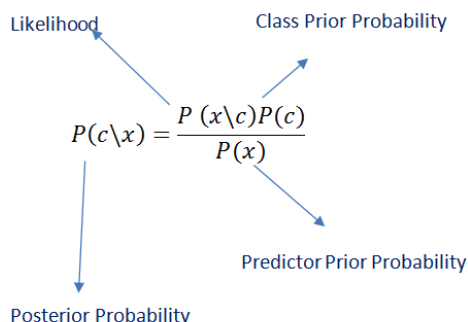 Likelihood
Class Prior Probability
P(c\x) = P (x\c)P(c) / P(x)
Predictor Prior Probability
Posterior Probability